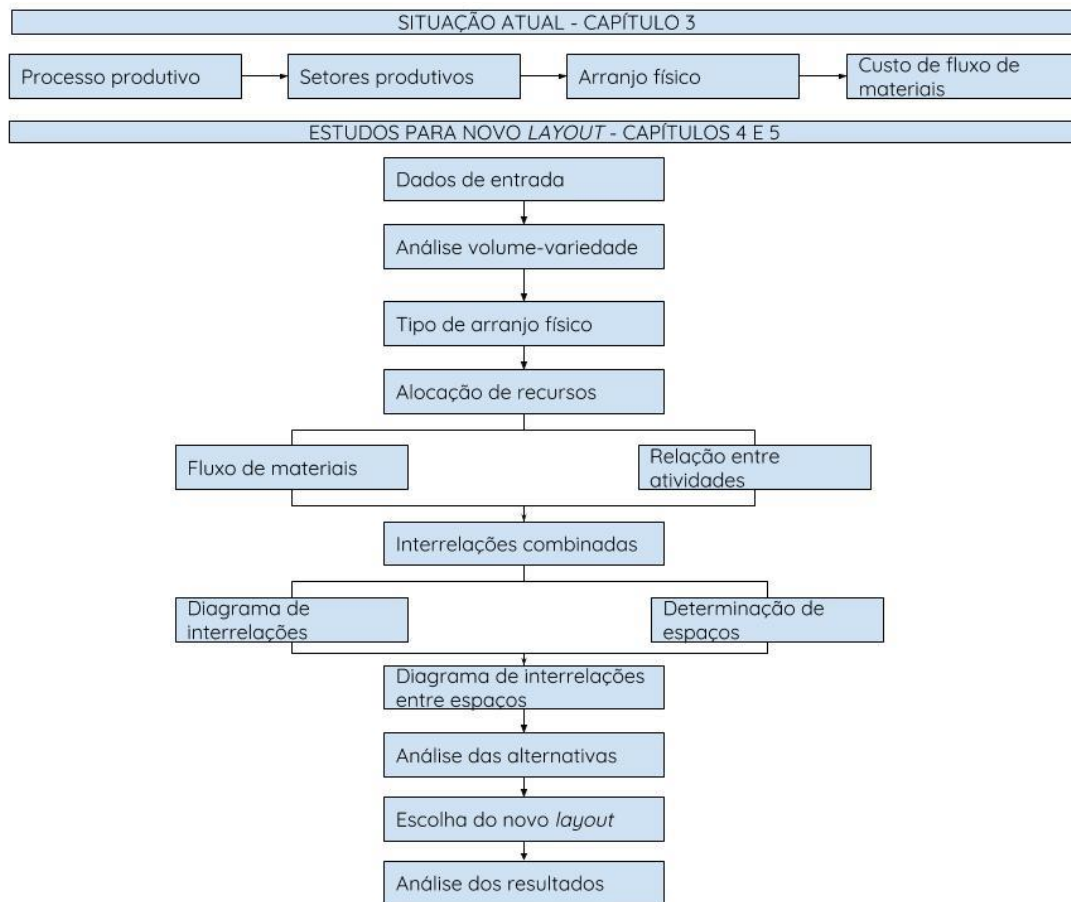 SITUAÇÃO ATUAL - CAPÍTULO 3
Processo produtivo
Setores produtivos
Arranjo físico
Custo de fluxo de
materiais
ESTUDOS PARA NOVO LAYOUT - CAPÍTULOS 4 E 5
Dados de entrada
Análise volume-variedade
Tipo de arranjo físico
Alocação de recursos
Fluxo de materiais
Relação entre
atividades
Interrelações combinadas
Diagrama de
interrelações
Determinação de
espaços
Diagrama de interrelações
entre espaços
Análise das alternativas
Escolha do novo layout
Análise dos resultados